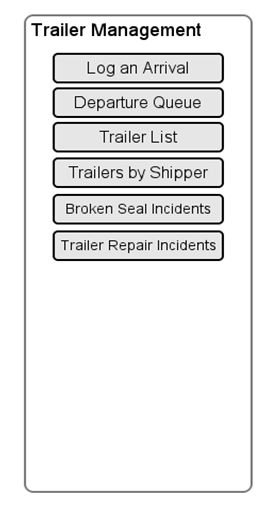 Trailer Management
Log an Arrival
Departure Queue
Trailer List
Trailers by Shipper
Broken Seal Incidents
Trailer Repair Incidents